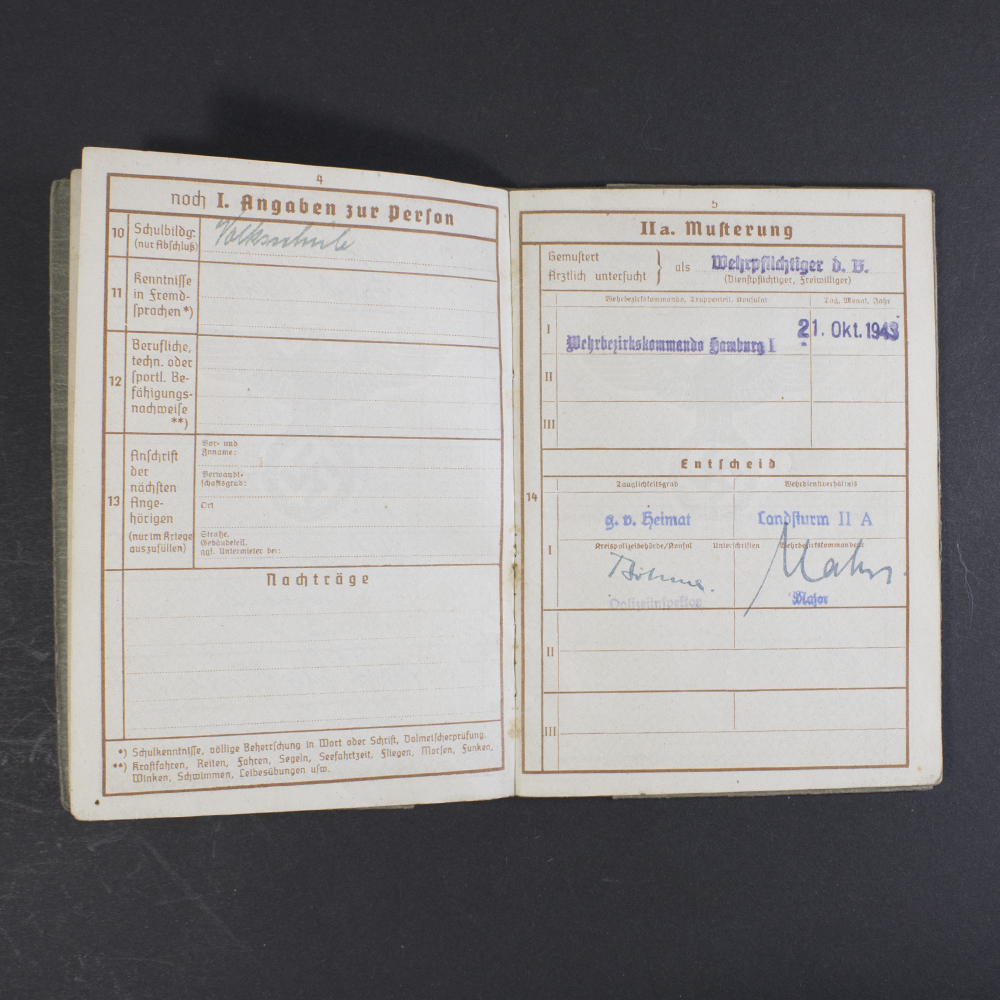 4
noch I. Angaben zur Person
10 Schulbildg: (nur Abschluß)
Volksschule
11 Kenntnisse in Fremd-
sprachen*)
12 Berufliche,
techn. oder
sportl. Be-
fähigungs-
nachweise
**)
13 Anschrift
der
nächsten
Ange-
hörigen
(nur im Kriege
auszufüllen)
Vor- und
Zuname:
Verwandt-
schaftsgrad:
Ort
Straße,
Gebäudeteil,
ggf. Untermieter bei:
Nachträge
*) Schulkenntnisse, völlige Beherrschung in Wort oder Schrift, Dolmetscherprüfung.
**) Kraftfahren, Reiten, Fahren, Segeln, Seefahrtzeit, Fliegen, Morsen, Funken,
Winken, Schwimmen, Leibesübungen usw.
5
IIa. Musterung
Gemustert
Ärztlich untersucht } als Wehrpflichtiger d. B.
(Dienstpflichtiger, Freiwilliger)
Wehrbezirkskommando, Truppenteil, Konsulat Tag, Monat, Jahr
I
21. Okt. 1943
Wehrbezirkskommando Hamburg I
II
III
Entscheid
Tauglichkeitsgrad Wehrdienstverhältnis
14
g. v. Heimat Landsturm II A
I Kreispolizeibehörde/Konsul Unterschriften Wehrbezirkskommandeur
Major
II
III